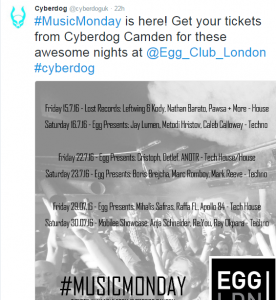 Cyberdog @cyberdoguk · 22h
#MusicMonday is here! Get your tickets
from Cyberdog Camden for these
awesome nights at @Egg_Club_London
#cyberdog
Friday 15.7.16 - Lost Records: Leftwing & Kody, Nathan Barato, Pawsa + More - House
Saturday 16.7.16 - Egg Presents: Jay Lumen, Metodi Hristov, Caleb Calloway - Techno
Friday 22.7.16 - Egg Presents: Cristoph, Detlef, ANOTR - Tech House/House
Saturday 23.7.16 - Egg Presents: Boris Brejcha, Marc Romboy, Mark Reeve - Techno
Friday 29.07.16 - Egg Presents, Mihalis Safras, Raffa FL, Apollo 84 - Tech House
Saturday 30.07.16 - Mobilee Showcase: Anja Schneider, Re.You, Ray Okpara - Techno
#MUSICMONDAY
EGG
LDN